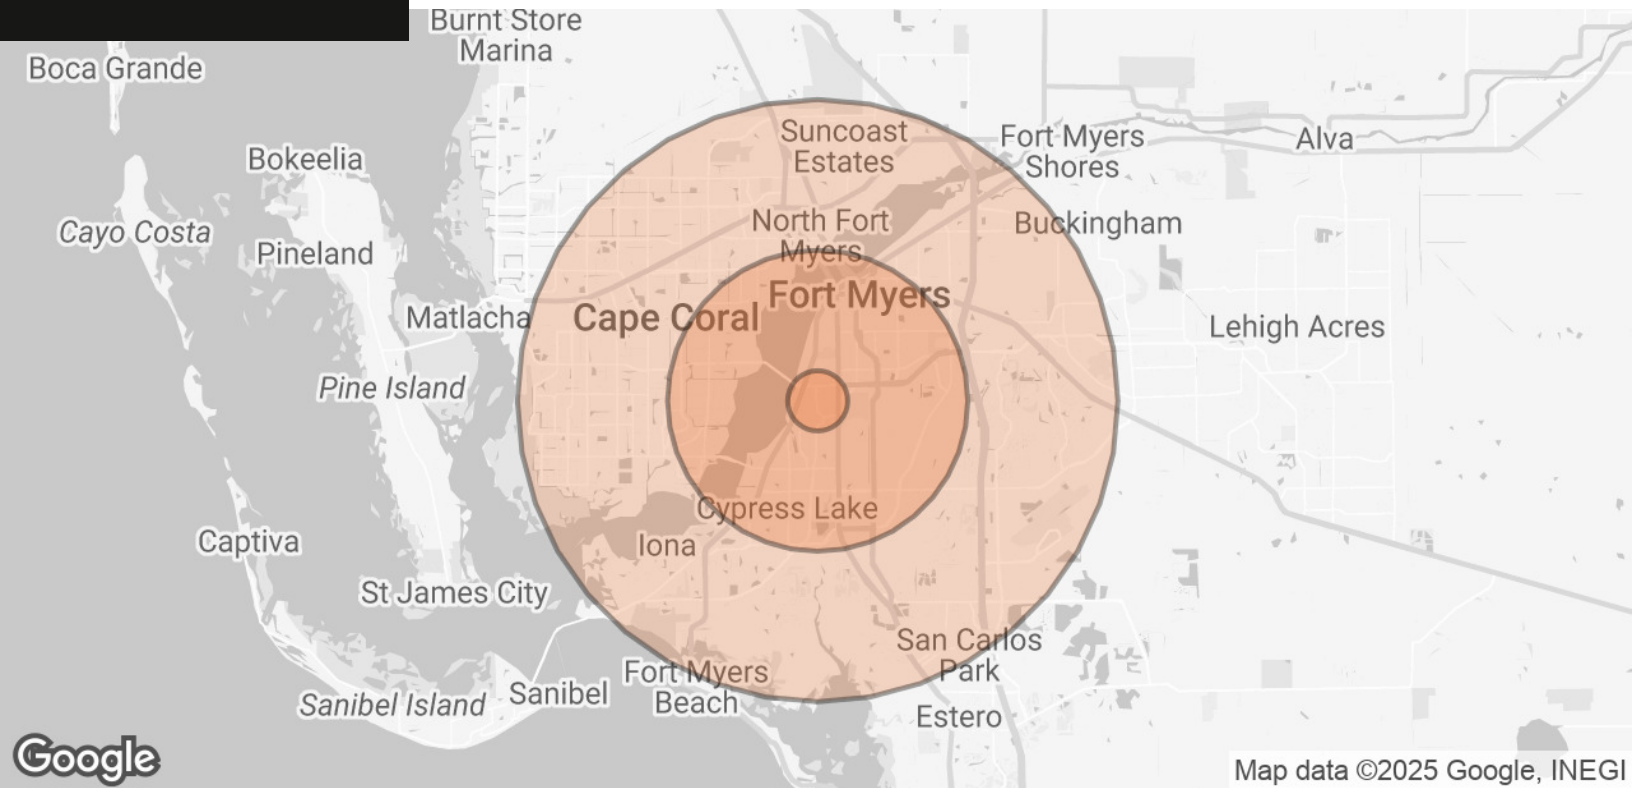 Burnt Store
Marina
Boca Grande
Suncoast
Estates
Fort Myers
Shores
Alva
Bokeelia
Cayo Costa
North Fort
Myers
Buckingham
Pineland
Fort Myers
Cape Coral
Matlacha
Lehigh Acres
Pine Island
Cypress Lake
Captiva
Iona
St James City
San Carlos
Park
Fort Myers
Beach
Sanibel
Sanibel Island
Estero
Google
Map data ©2025 Google, INEGI